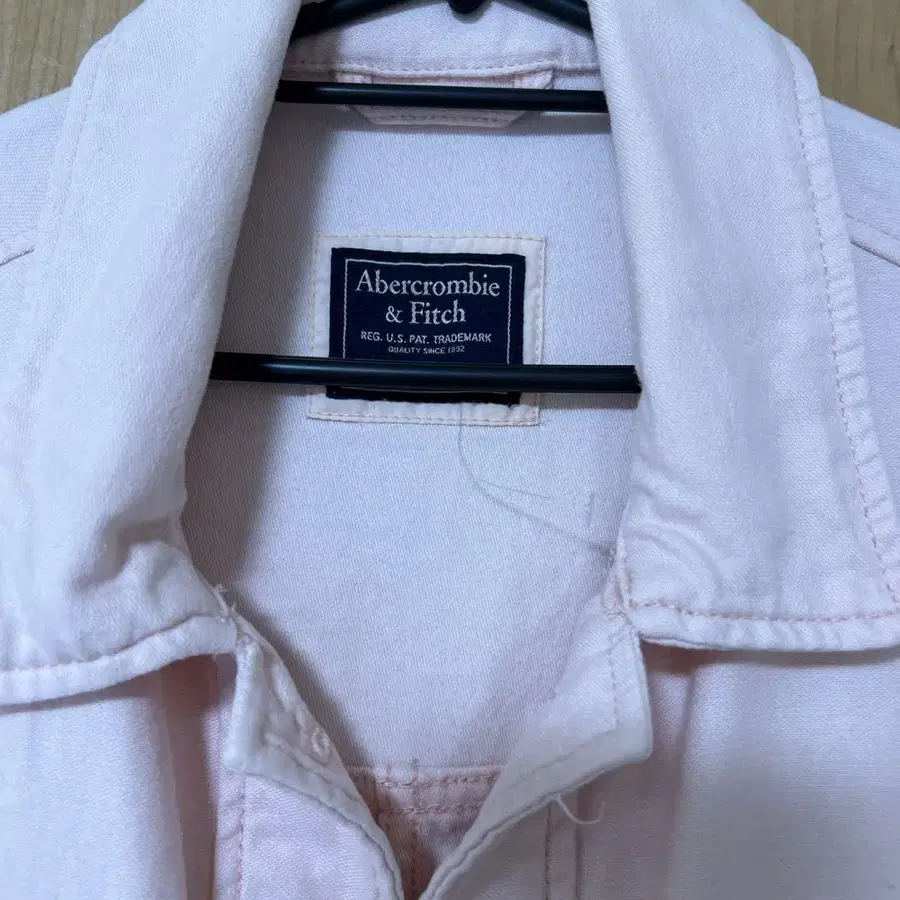 Abercrombie
& Fitch
REG. U.S. PAT. TRADEMARK
QUALITY SINCE 1892